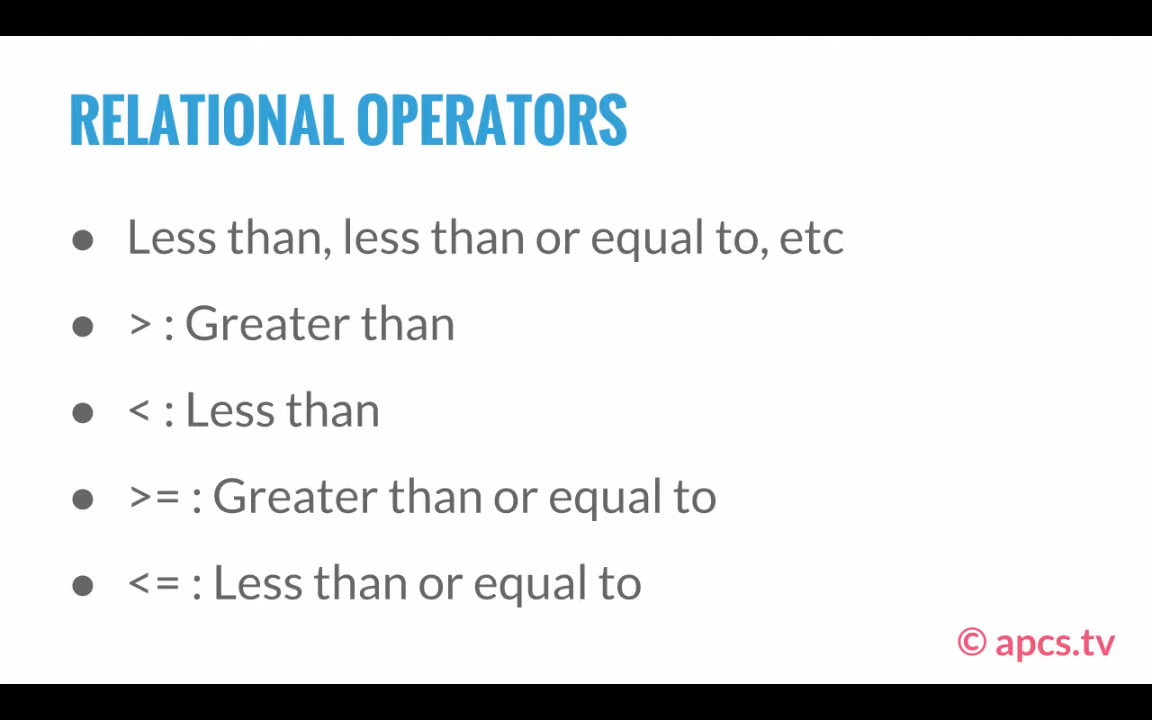 RELATIONAL OPERATORS
● Less than, less than or equal to, etc
● > : Greater than
● < : Less than
● >= : Greater than or equal to
● <= : Less than or equal to
© apcs.tv